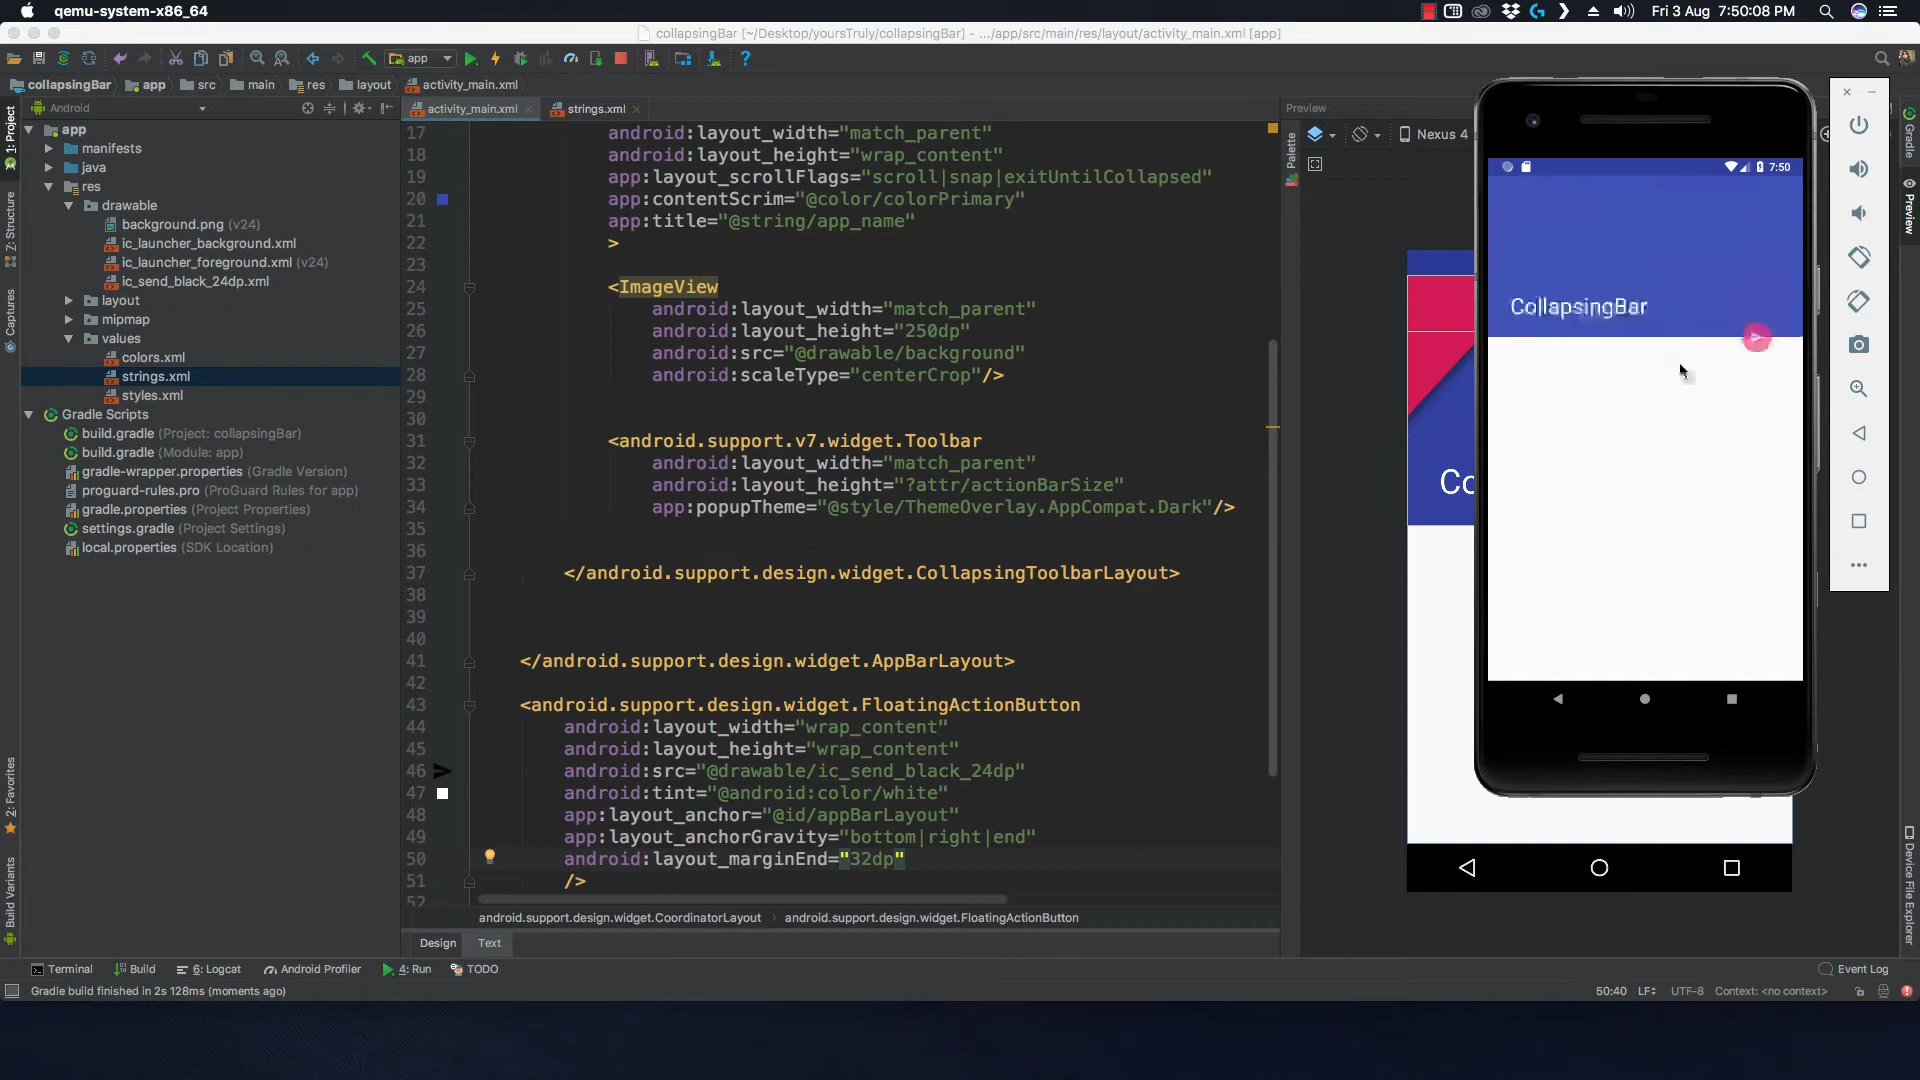 qemu-system-x86_64
Fri 3 Aug 7:50:08 PM
collapsingBar [~/Desktop/yoursTruly/collapsingBar] - .../app/src/main/res/layout/activity_main.xml [app]
app
collapsingBar
app
src
main
res
layout
activity_main.xml
1: Project
Z: Structure
Captures
2: Favorites
Build Variants
Android
app
manifests
java
res
drawable
background.png (v24)
ic_launcher_background.xml
ic_launcher_foreground.xml (v24)
ic_send_black_24dp.xml
layout
mipmap
values
colors.xml
strings.xml
styles.xml
Gradle Scripts
build.gradle (Project: collapsingBar)
build.gradle (Module: app)
gradle-wrapper.properties (Gradle Version)
proguard-rules.pro (ProGuard Rules for app)
gradle.properties (Project Properties)
settings.gradle (Project Settings)
local.properties (SDK Location)
activity_main.xml
strings.xml
17 android:layout_width="match_parent"
18 android:layout_height="wrap_content"
19 app:layout_scrollFlags="scroll|snap|exitUntilCollapsed"
20 app:contentScrim="@color/colorPrimary"
21 app:title="@string/app_name"
22 >
23
24 <ImageView
25 android:layout_width="match_parent"
26 android:layout_height="250dp"
27 android:src="@drawable/background"
28 android:scaleType="centerCrop"/>
29
30
31 <android.support.v7.widget.Toolbar
32 android:layout_width="match_parent"
33 android:layout_height="?attr/actionBarSize"
34 app:popupTheme="@style/ThemeOverlay.AppCompat.Dark"/>
35
36
37 </android.support.design.widget.CollapsingToolbarLayout>
38
39
40
41 </android.support.design.widget.AppBarLayout>
42
43 <android.support.design.widget.FloatingActionButton
44 android:layout_width="wrap_content"
45 android:layout_height="wrap_content"
46 android:src="@drawable/ic_send_black_24dp"
47 android:tint="@android:color/white"
48 app:layout_anchor="@id/appBarLayout"
49 app:layout_anchorGravity="bottom|right|end"
50 android:layout_marginEnd="32dp"
51 />
52
android.support.design.widget.CoordinatorLayout
android.support.design.widget.FloatingActionButton
Design
Text
Preview
Palette
Nexus 4
Co
7:50
CollapsingBar
Gradle
Preview
Device File Explorer
Terminal
Build
6: Logcat
Android Profiler
4: Run
TODO
Event Log
Gradle build finished in 2s 128ms (moments ago)
50:40
LF
UTF-8
Context: <no context>